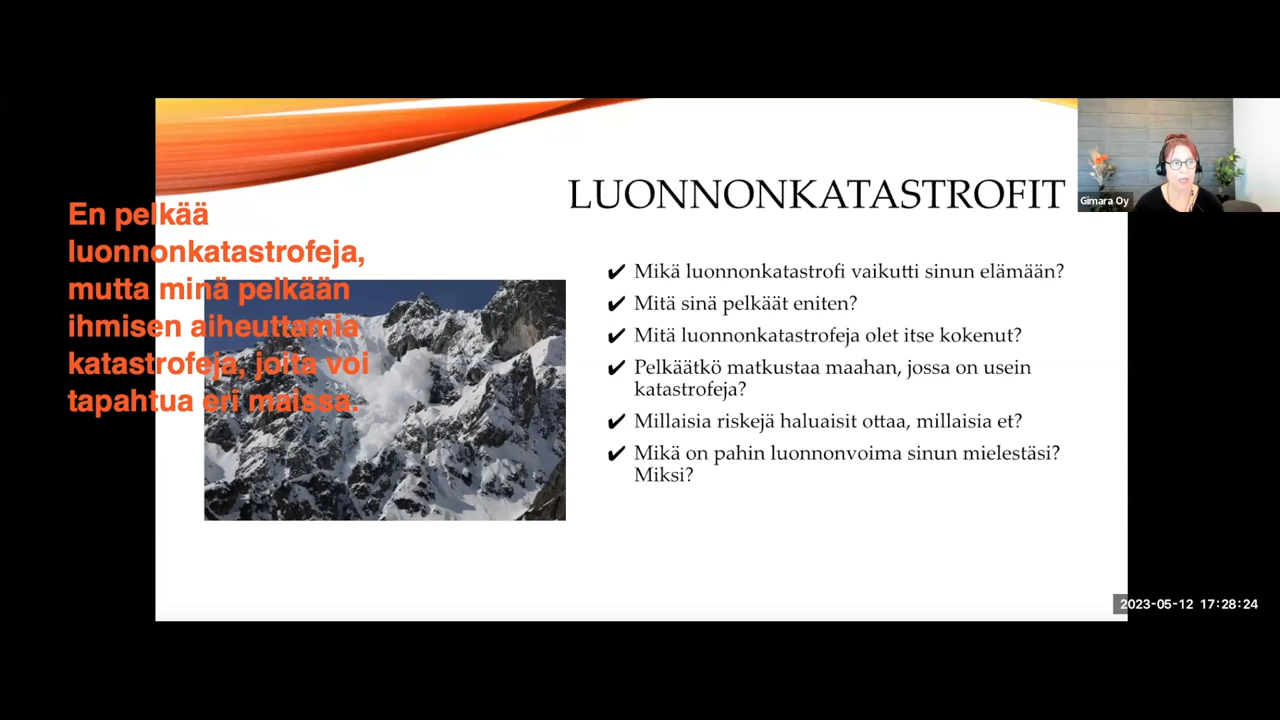 LUONNONKATASTROFIT
Gimara Oy
En pelkää
luonnonkatastrofeja,
mutta minä pelkään
ihmisen aiheuttamia
katastrofeja, joita voi
tapahtua eri maissa.
✔ Mikä luonnonkatastrofi vaikutti sinun elämään?
✔ Mitä sinä pelkäät eniten?
✔ Mitä luonnonkatastrofeja olet itse kokenut?
✔ Pelkäätkö matkustaa maahan, jossa on usein
katastrofeja?
✔ Millaisia riskejä haluaisit ottaa, millaisia et?
✔ Mikä on pahin luonnonvoima sinun mielestäsi?
Miksi?
2023-05-12 17:28:24